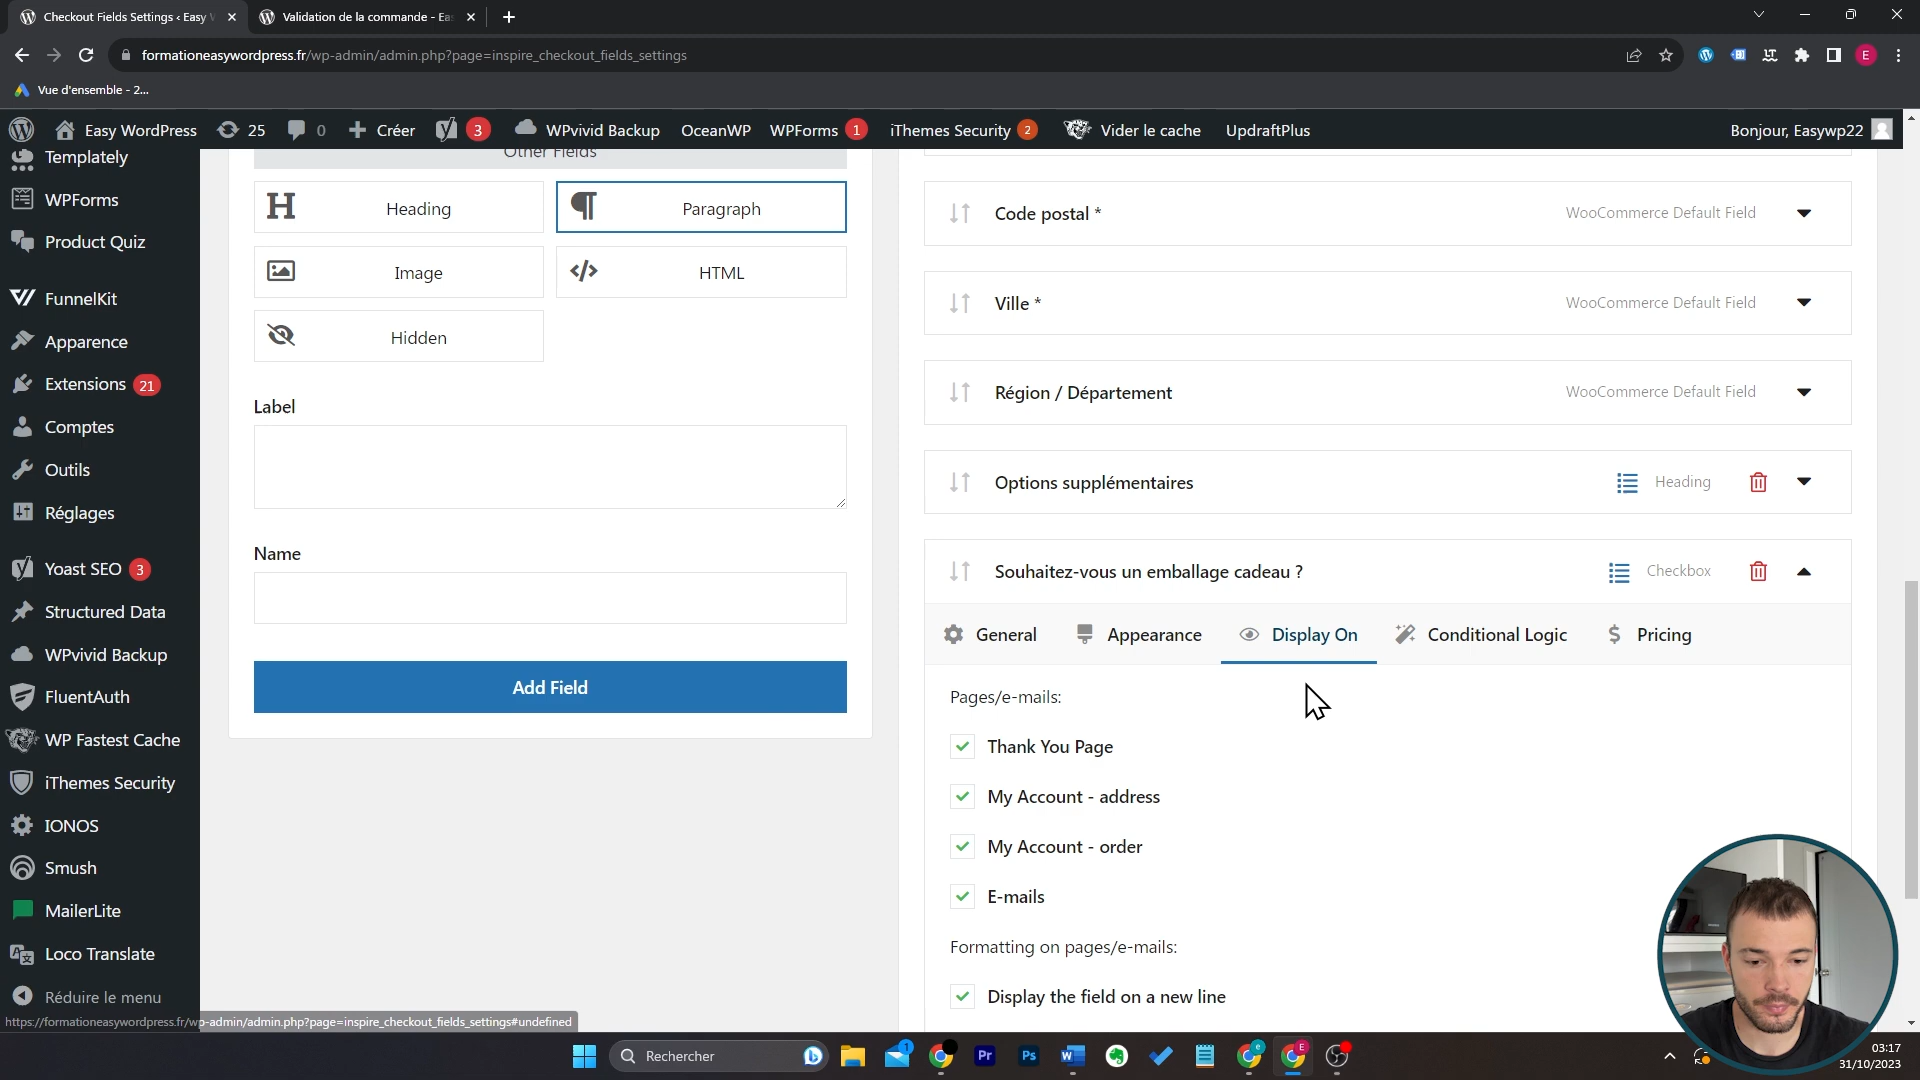 Checkout Fields Settings ‹ Easy
Validation de la commande - Ea
formationeasywordpress.fr/wp-admin/admin.php?page=inspire_checkout_fields_settings
E
Vue d'ensemble - 2...
Easy WordPress
25
0
Créer
3
WPvivid Backup
OceanWP
WPForms
1
iThemes Security
2
Vider le cache
UpdraftPlus
Bonjour, Easywp22
Templately
WPForms
Product Quiz
FunnelKit
Apparence
Extensions 21
Comptes
Outils
Réglages
Yoast SEO 3
Structured Data
WPvivid Backup
FluentAuth
WP Fastest Cache
iThemes Security
IONOS
Smush
MailerLite
Loco Translate
Réduire le menu
https://formationeasywordpress.fr/wp-admin/admin.php?page=inspire_checkout_fields_settings#undefined
Other Fields
Heading
Paragraph
Image
HTML
Hidden
Label
Name
Add Field
Code postal *
WooCommerce Default Field
Ville *
WooCommerce Default Field
Région / Département
WooCommerce Default Field
Options supplémentaires
Heading
Souhaitez-vous un emballage cadeau ?
Checkbox
General
Appearance
Display On
Conditional Logic
Pricing
Pages/e-mails:
Thank You Page
My Account - address
My Account - order
E-mails
Formatting on pages/e-mails:
Display the field on a new line
Rechercher
1
Pr
Ps
03:17
31/10/2023